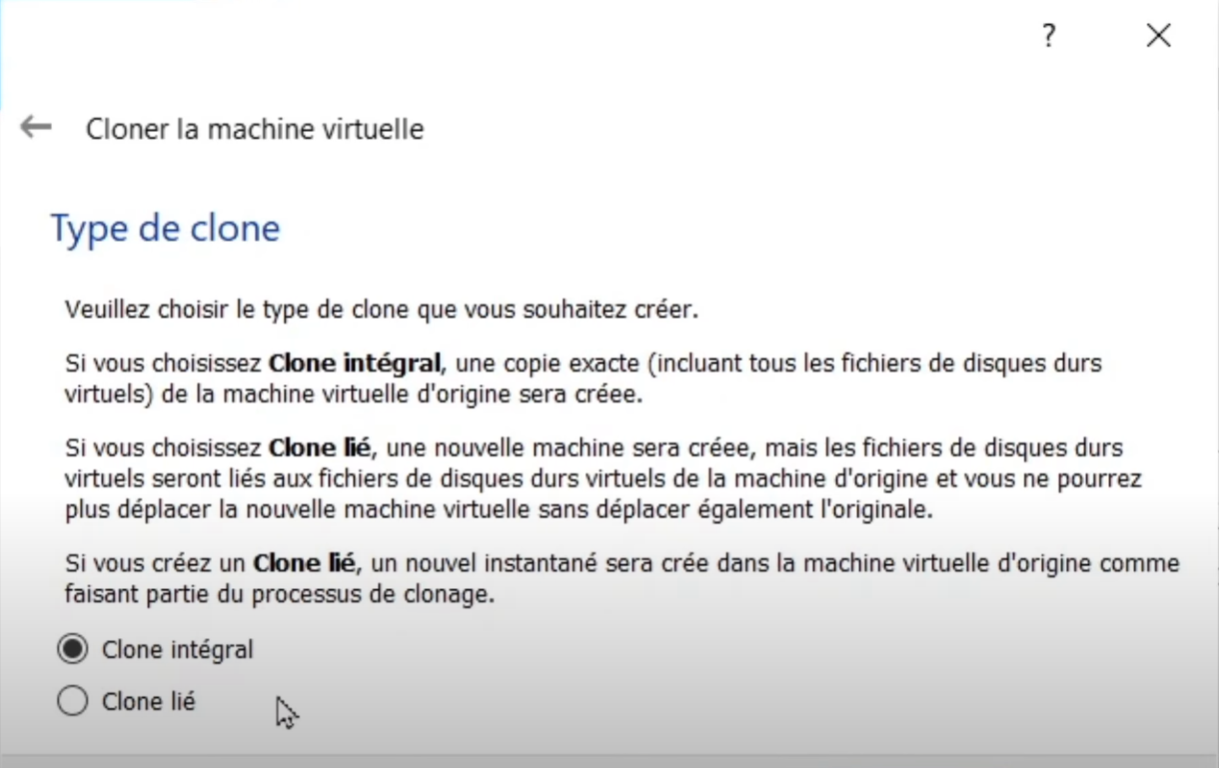 ?
Cloner la machine virtuelle
Type de clone
Veuillez choisir le type de clone que vous souhaitez créer.
Si vous choisissez Clone intégral, une copie exacte (incluant tous les fichiers de disques durs
virtuels) de la machine virtuelle d'origine sera créee.
Si vous choisissez Clone lié, une nouvelle machine sera créee, mais les fichiers de disques durs
virtuels seront liés aux fichiers de disques durs virtuels de la machine d'origine et vous ne pourrez
plus déplacer la nouvelle machine virtuelle sans déplacer également l'originale.
Si vous créez un Clone lié, un nouvel instantané sera crée dans la machine virtuelle d'origine comme
faisant partie du processus de clonage.
Clone intégral
Clone lié